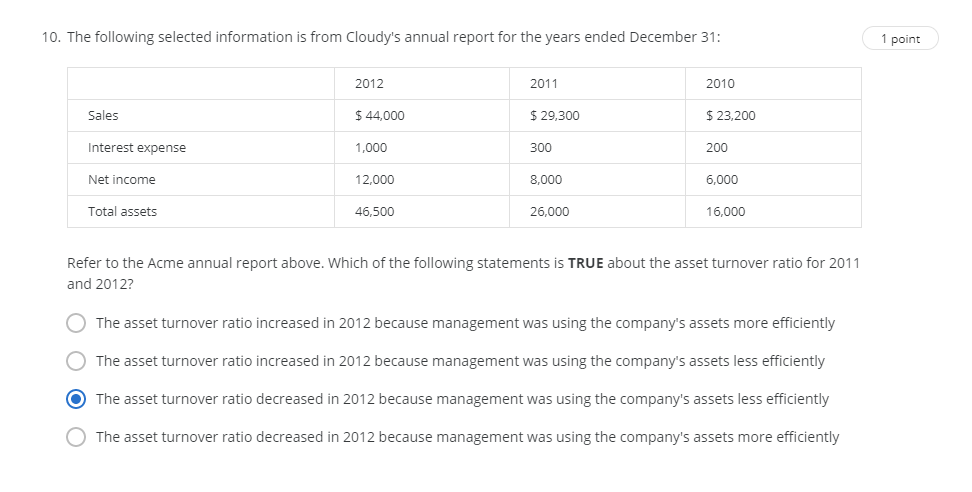 10. The following selected information is from Cloudy's annual report for the years ended December 31:
1 point
2012 2011 2010
Sales $ 44,000 $ 29,300 $ 23,200
Interest expense 1,000 300 200
Net income 12,000 8,000 6,000
Total assets 46,500 26,000 16,000
Refer to the Acme annual report above. Which of the following statements is TRUE about the asset turnover ratio for 2011
and 2012?
The asset turnover ratio increased in 2012 because management was using the company's assets more efficiently
The asset turnover ratio increased in 2012 because management was using the company's assets less efficiently
The asset turnover ratio decreased in 2012 because management was using the company's assets less efficiently
The asset turnover ratio decreased in 2012 because management was using the company's assets more efficiently